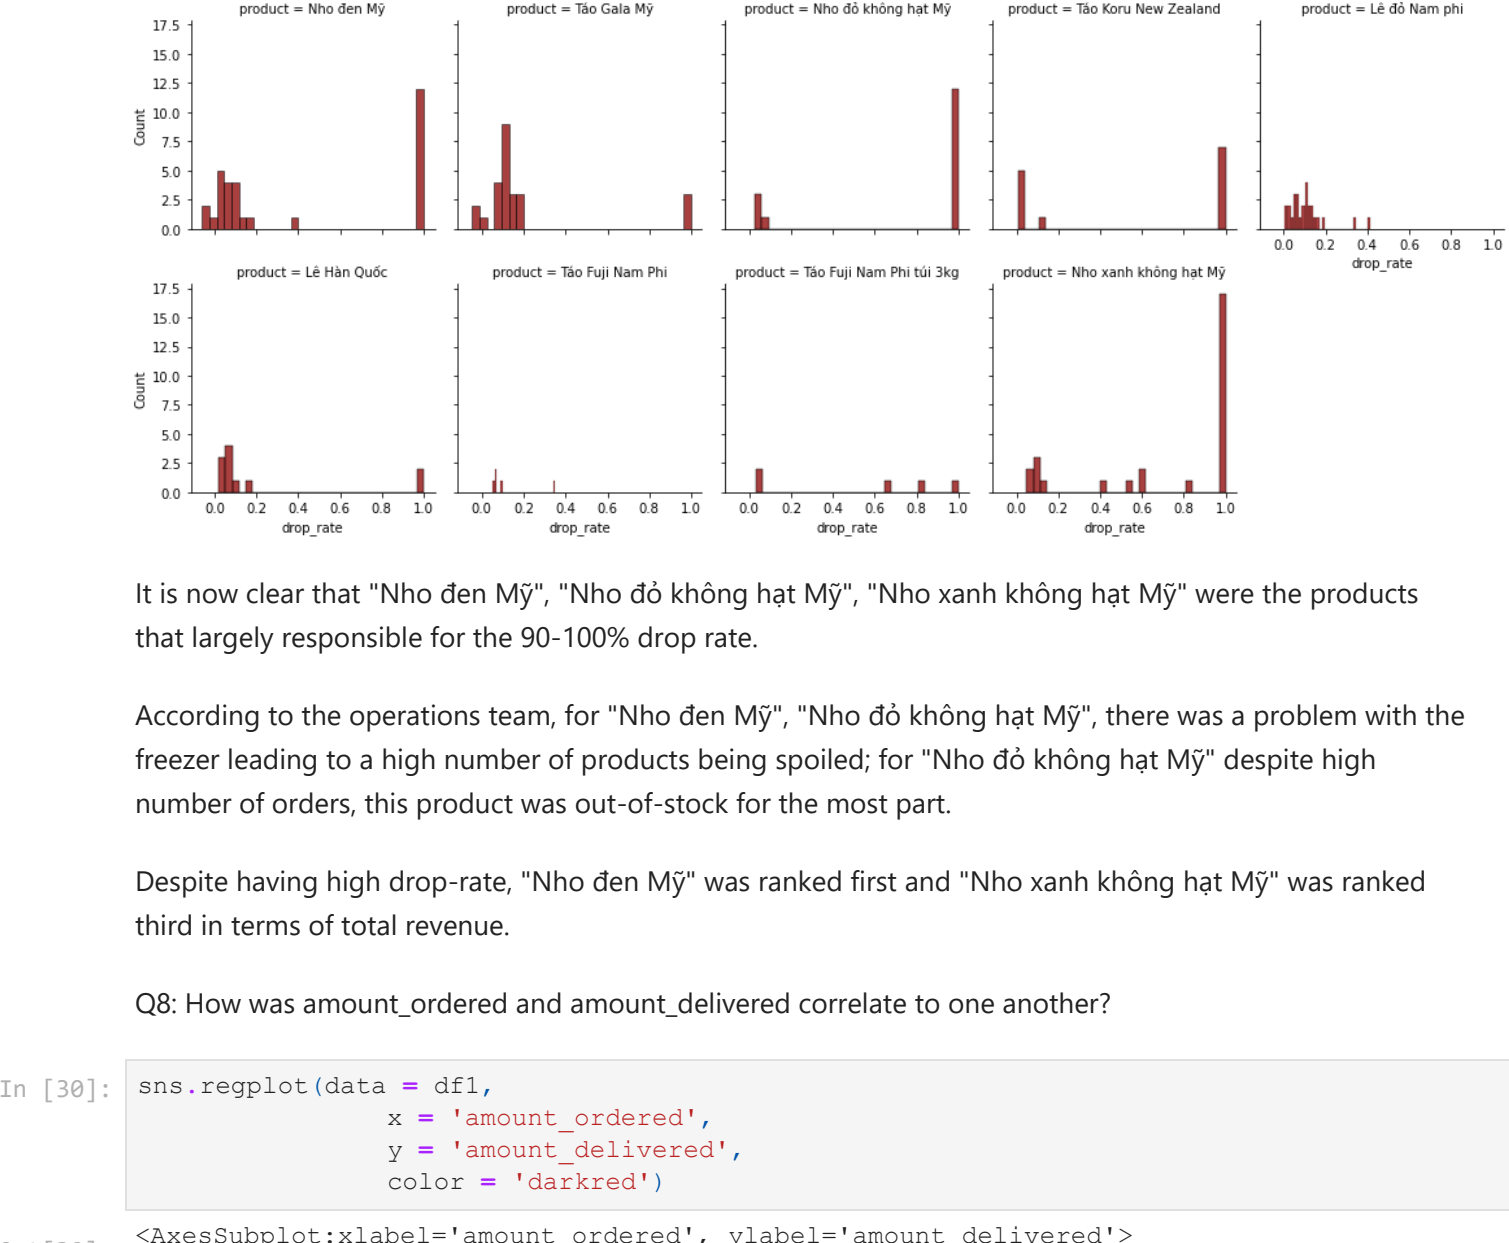 product = Nho đen Mỹ product = Táo Gala Mỹ product = Nho đỏ không hạt Mỹ product = Táo Koru New Zealand product = Lê đỏ Nam phi
17.5
15.0
12.5
10.0
7.5
5.0
2.5
0.0
Count
0.0 0.2 0.4 0.6 0.8 1.0
drop_rate
product = Lê Hàn Quốc product = Táo Fuji Nam Phi product = Táo Fuji Nam Phi túi 3kg product = Nho xanh không hạt Mỹ
17.5
15.0
12.5
10.0
7.5
5.0
2.5
0.0
Count
0.0 0.2 0.4 0.6 0.8 1.0 0.0 0.2 0.4 0.6 0.8 1.0 0.0 0.2 0.4 0.6 0.8 1.0 0.0 0.2 0.4 0.6 0.8 1.0
drop_rate drop_rate drop_rate drop_rate
It is now clear that "Nho đen Mỹ", "Nho đỏ không hạt Mỹ", "Nho xanh không hạt Mỹ" were the products
that largely responsible for the 90-100% drop rate.
According to the operations team, for "Nho đen Mỹ", "Nho đỏ không hạt Mỹ", there was a problem with the
freezer leading to a high number of products being spoiled; for "Nho đỏ không hạt Mỹ" despite high
number of orders, this product was out-of-stock for the most part.
Despite having high drop-rate, "Nho đen Mỹ" was ranked first and "Nho xanh không hạt Mỹ" was ranked
third in terms of total revenue.
Q8: How was amount_ordered and amount_delivered correlate to one another?
In [30]: sns.regplot(data = df1,
x = 'amount_ordered',
y = 'amount_delivered',
color = 'darkred')
<AxesSubplot:xlabel='amount_ordered', ylabel='amount_delivered'>